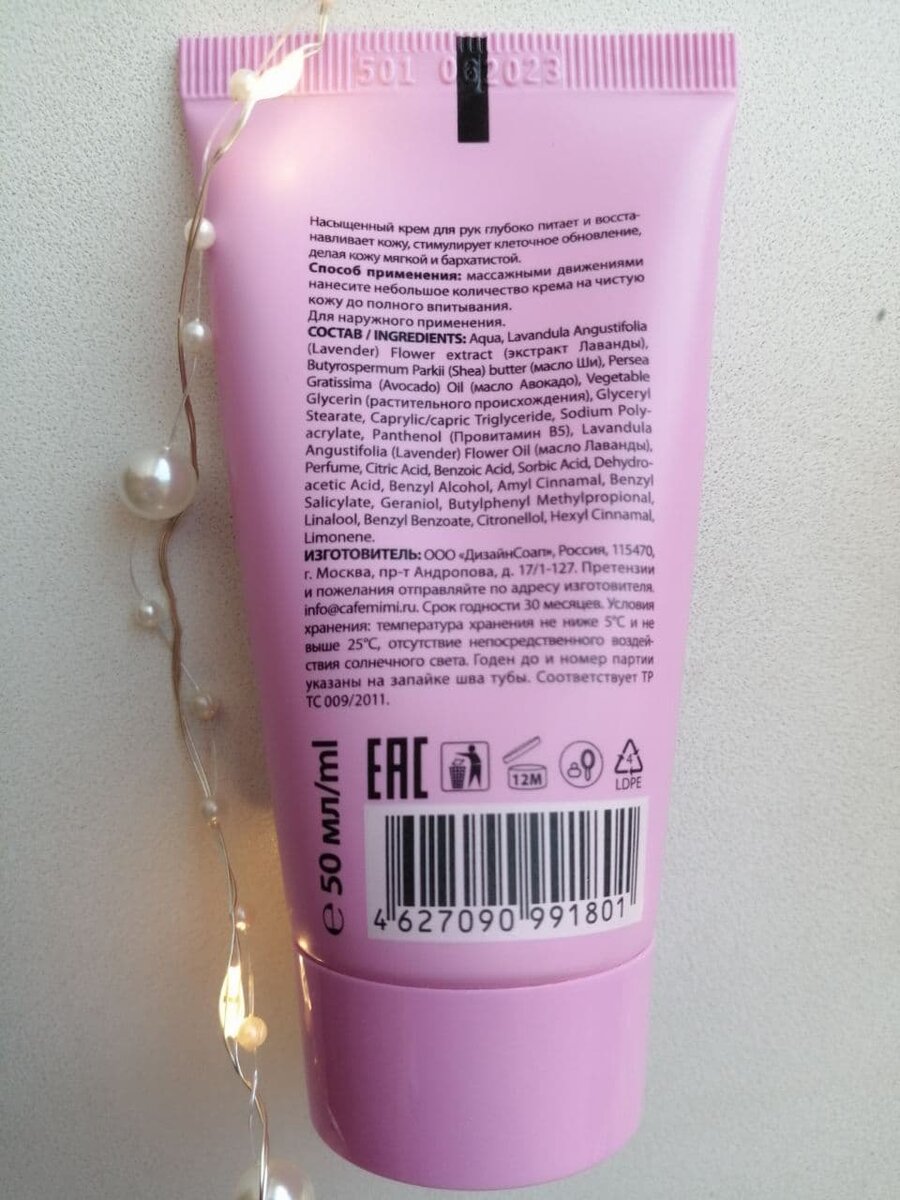 501 06 2023
Насыщенный крем для рук глубоко питает и восста-
навливает кожу, стимулирует клеточное обновление,
делая кожу мягкой и бархатистой.
Способ применения: массажными движениями
нанесите небольшое количество крема на чистую
кожу до полного впитывания.
Для наружного применения.
СОСТАВ / INGREDIENTS: Aqua, Lavandula Angustifolia
(Lavender) Flower extract (экстракт Лаванды),
Butyrospermum Parkii (Shea) butter (масло Ши), Persea
Gratissima (Avocado) Oil (масло Авокадо), Vegetable
Glycerin (растительного происхождения), Glyceryl
Stearate, Caprylic/capric Triglyceride, Sodium Poly-
acrylate, Panthenol (Провитамин B5), Lavandula
Angustifolia (Lavender) Flower Oil (масло Лаванды),
Perfume, Citric Acid, Benzoic Acid, Sorbic Acid, Dehydro-
acetic Acid, Benzyl Alcohol, Amyl Cinnamal, Benzyl
Salicylate, Geraniol, Butylphenyl Methylpropional,
Linalool, Benzyl Benzoate, Citronellol, Hexyl Cinnamal,
Limonene.
ИЗГОТОВИТЕЛЬ: ООО «ДизайнСоап», Россия, 115470,
г. Москва, пр-т Андропова, д. 17/1-127. Претензии
и пожелания отправляйте по адресу изготовителя.
info@cafemimi.ru. Срок годности 30 месяцев. Условия
хранения: температура хранения не ниже 5°C и не
выше 25°C, отсутствие непосредственного воздей-
ствия солнечного света. Годен до и номер партии
указаны на запайке шва тубы. Соответствует ТР
ТС 009/2011.
℮ 50 мл/ml
EAC
12M
4
LDPE
4 627090 991801